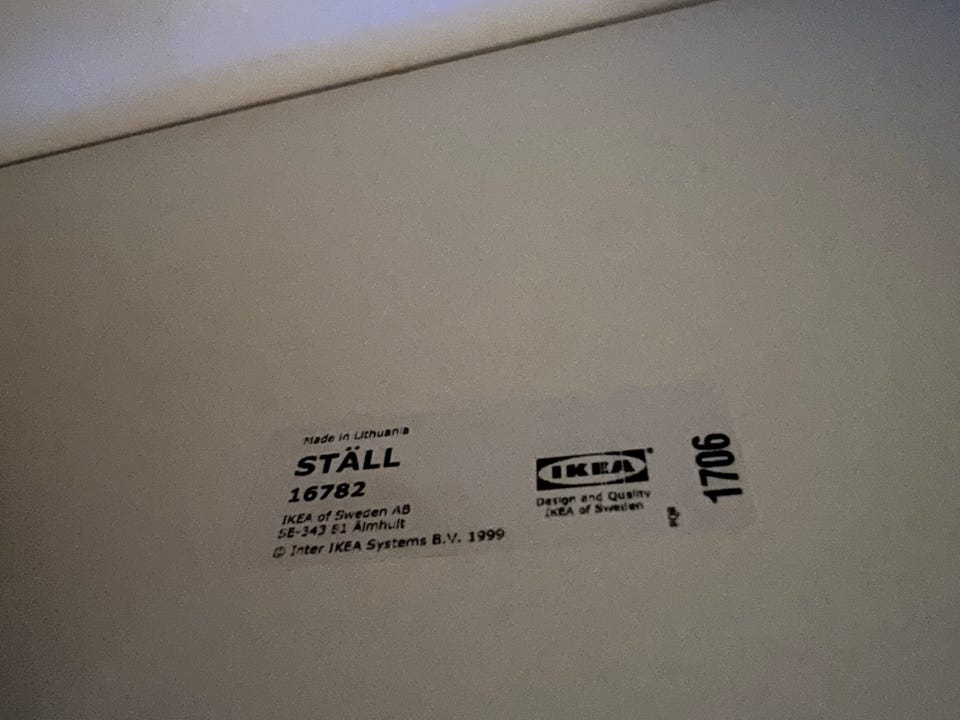 Made in Lithuania
STÄLL
16782
IKEA of Sweden AB
SE-343 81 Älmhult
© Inter IKEA Systems B.V. 1999
IKEA
Design and Quality
IKEA of Sweden
1706